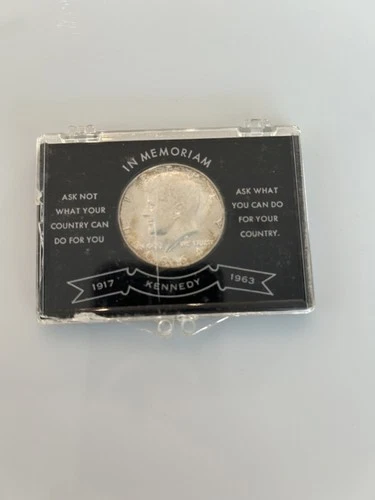 IN MEMORIAM
ASK NOT
WHAT YOUR
COUNTRY CAN
DO FOR YOU
ASK WHAT
YOU CAN DO
FOR YOUR
COUNTRY.
1917
KENNEDY
1963